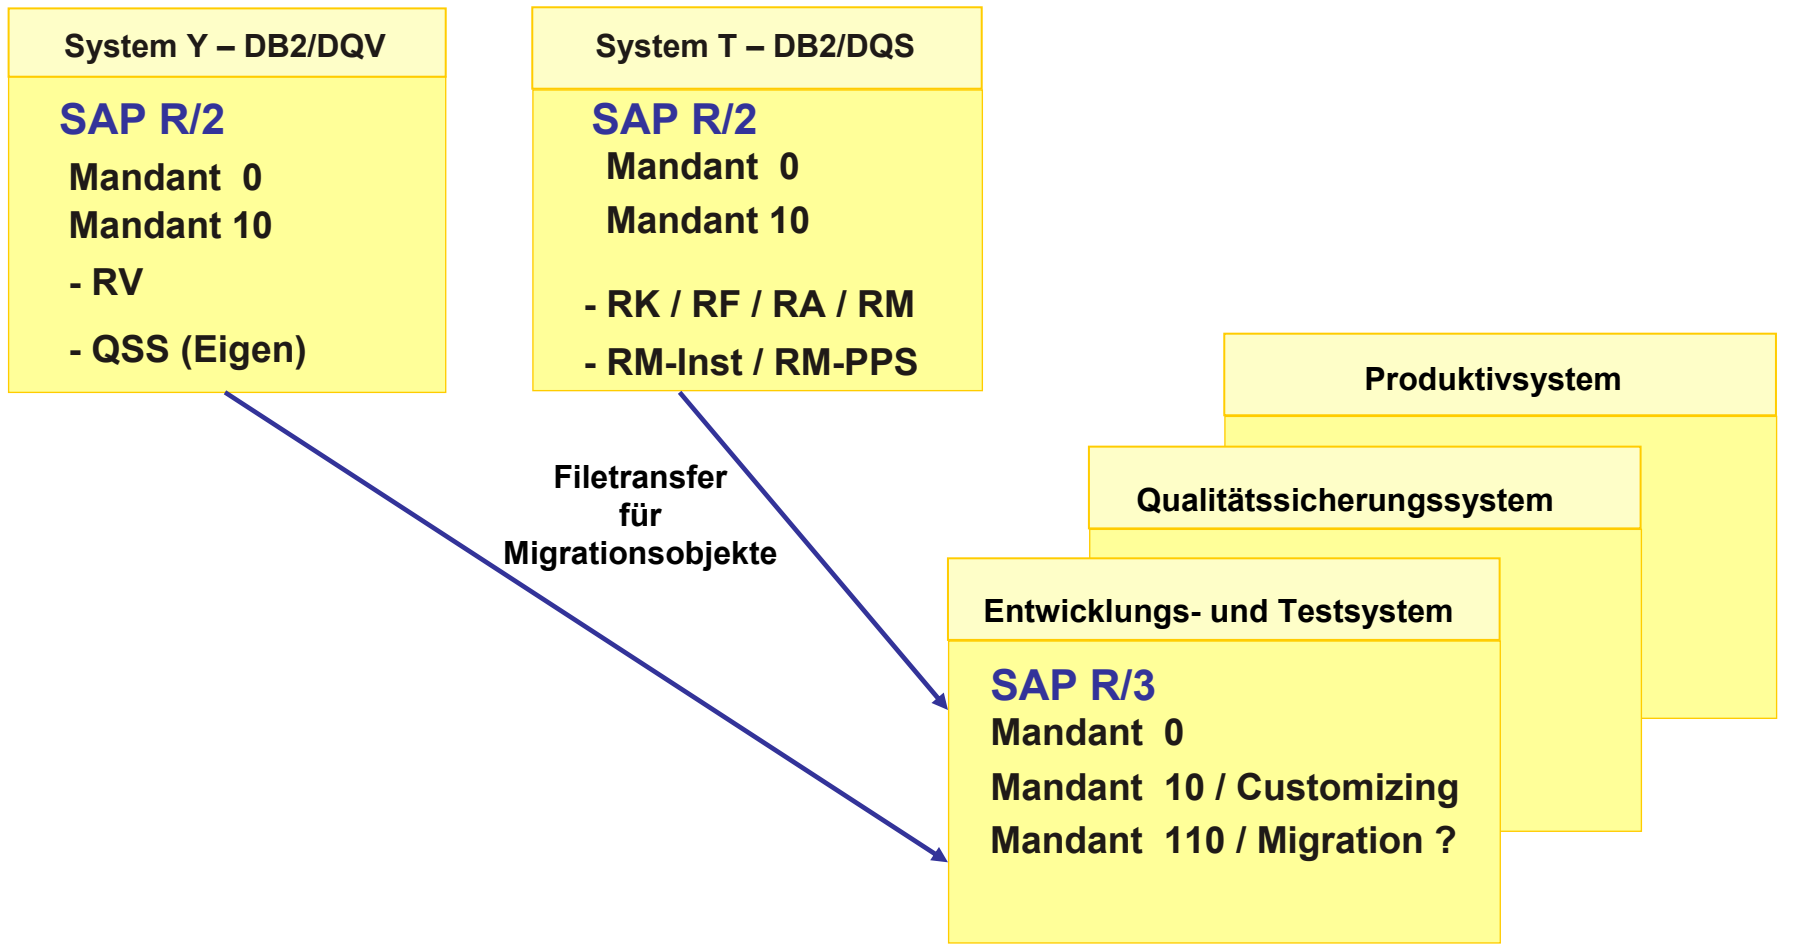 System Y – DB2/DQV
SAP R/2
Mandant 0
Mandant 10
- RV
- QSS (Eigen)
System T – DB2/DQS
SAP R/2
Mandant 0
Mandant 10
- RK / RF / RA / RM
- RM-Inst / RM-PPS
Filetransfer
für
Migrationsobjekte
Produktivsystem
Qualitätssicherungssystem
Entwicklungs- und Testsystem
SAP R/3
Mandant 0
Mandant 10 / Customizing
Mandant 110 / Migration ?